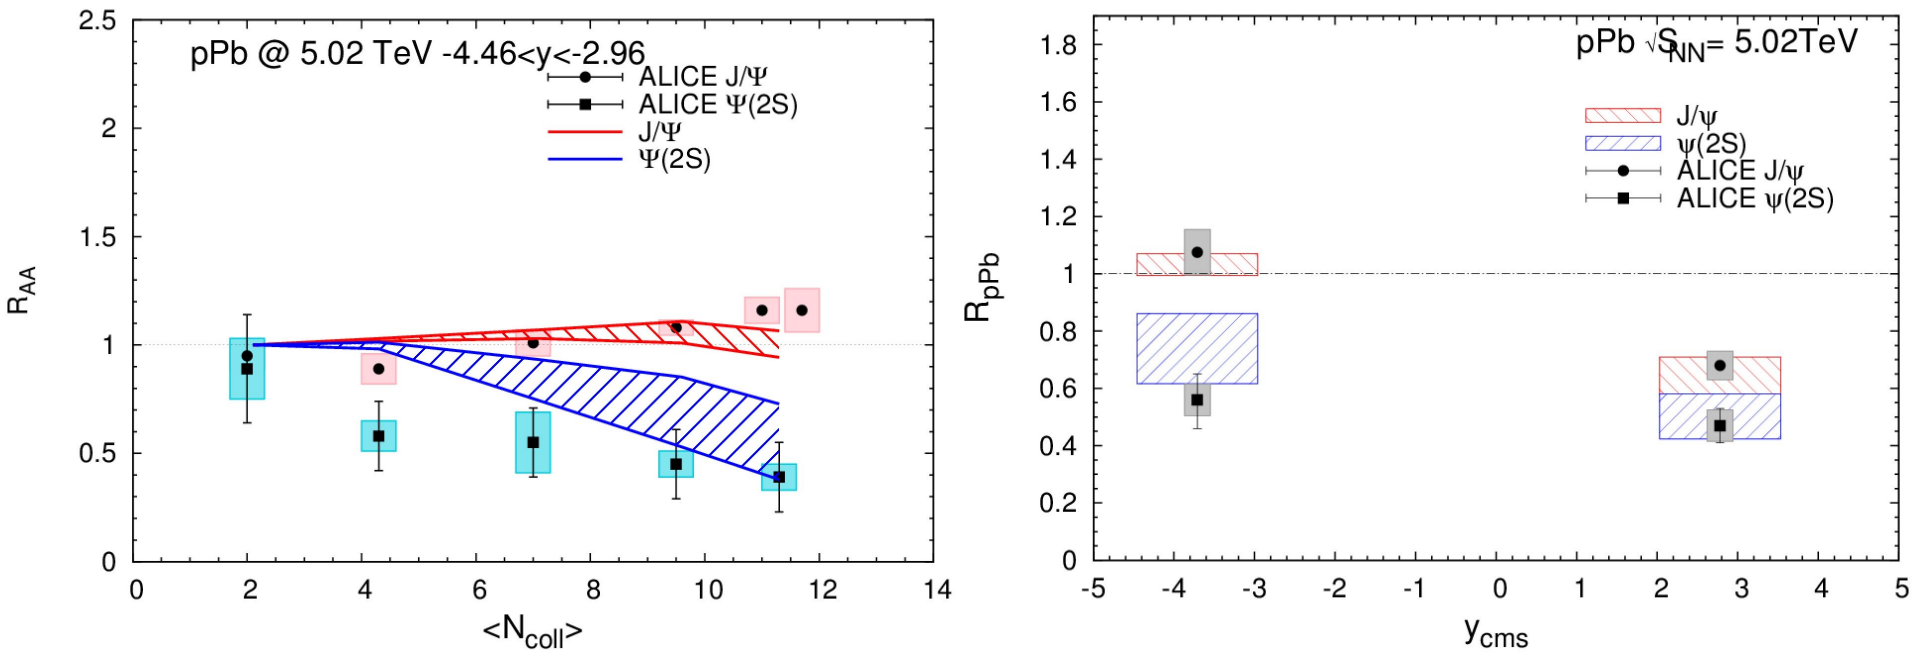 pPb @ 5.02 TeV -4.46<y<-2.96
ALICE J/Ψ
ALICE Ψ(2S)
J/Ψ
Ψ(2S)
2.5
2
1.5
1
0.5
0
R_AA
0 2 4 6 8 10 12 14
<N_coll>
pPb √S_NN= 5.02TeV
J/ψ
ψ(2S)
ALICE J/ψ
ALICE ψ(2S)
1.8
1.6
1.4
1.2
1
0.8
0.6
0.4
0.2
0
R_pPb
-5 -4 -3 -2 -1 0 1 2 3 4 5
y_cms